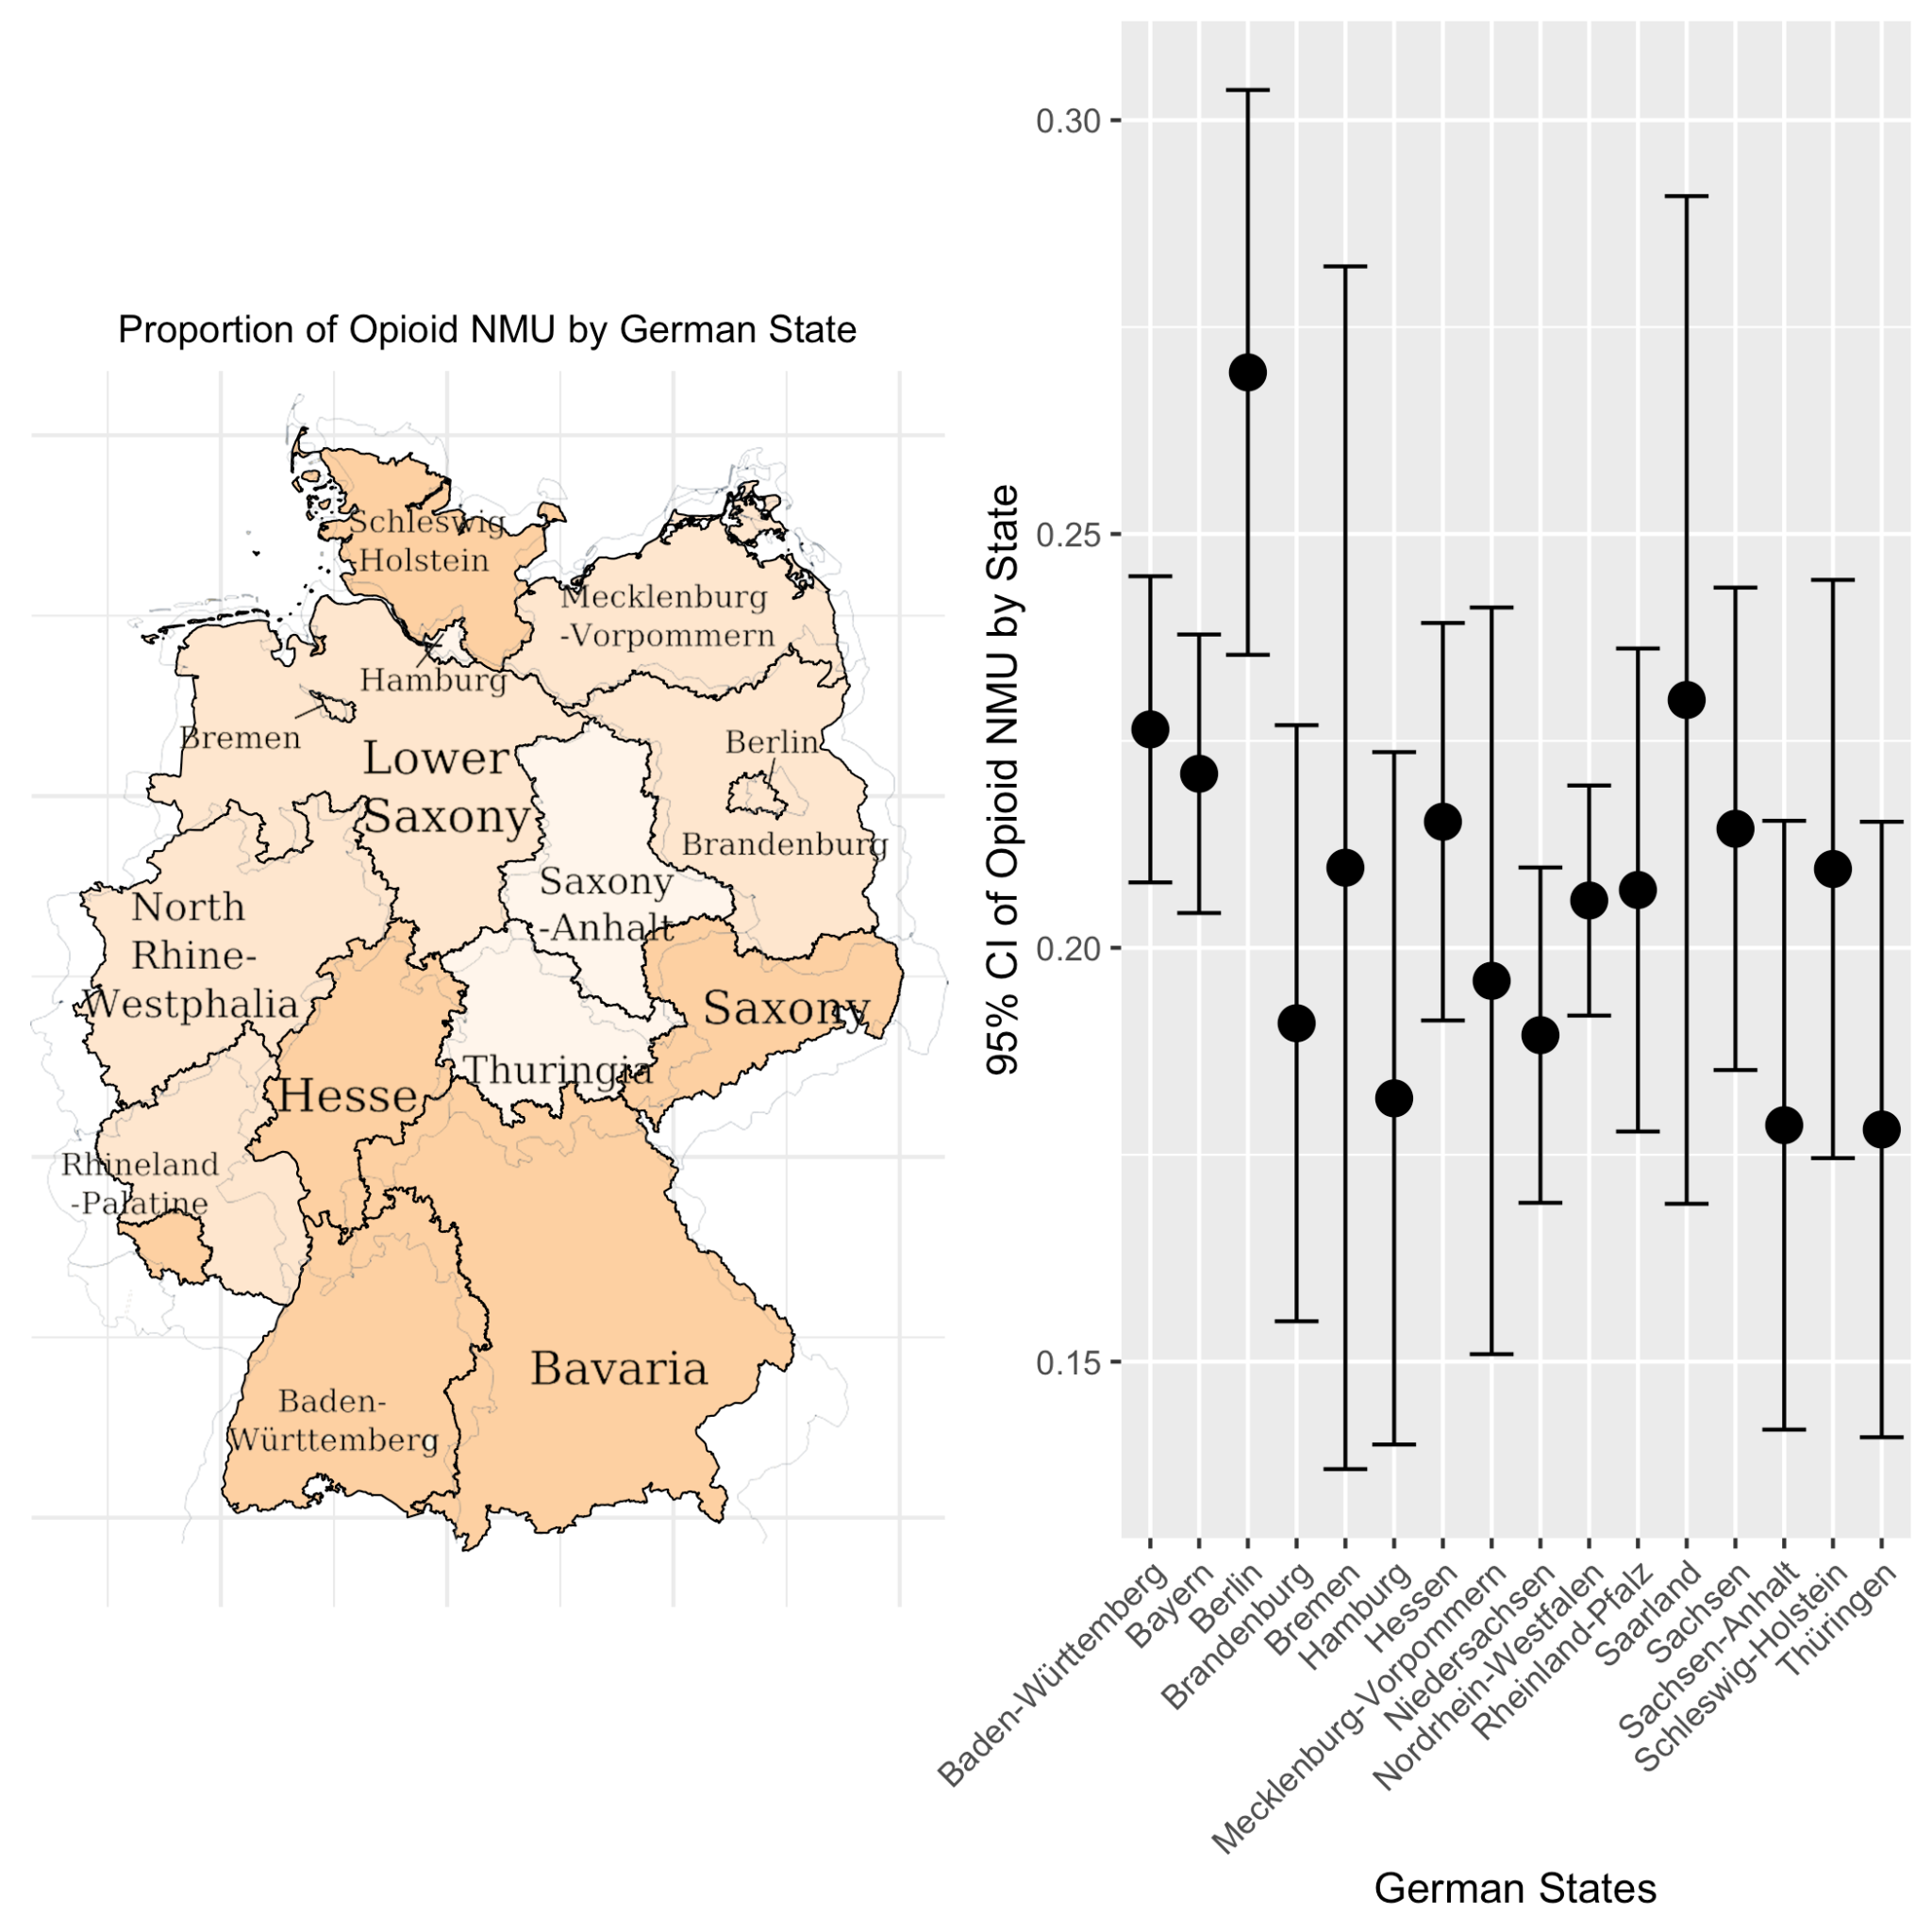 Proportion of Opioid NMU by German State
Schleswig
-Holstein
Mecklenburg
-Vorpommern
Hamburg
Bremen
Berlin
Lower
Saxony
Brandenburg
Saxony
-Anhalt
North
Rhine-
Westphalia
Saxony
Thuringia
Hesse
Rhineland
-Palatine
Bavaria
Baden-
Württemberg
95% CI of Opioid NMU by State
0.30
0.25
0.20
0.15
Baden-Württemberg
Bayern
Berlin
Brandenburg
Bremen
Hamburg
Hessen
Mecklenburg-Vorpommern
Niedersachsen
Nordrhein-Westfalen
Rheinland-Pfalz
Saarland
Sachsen
Sachsen-Anhalt
Schleswig-Holstein
Thüringen
German States